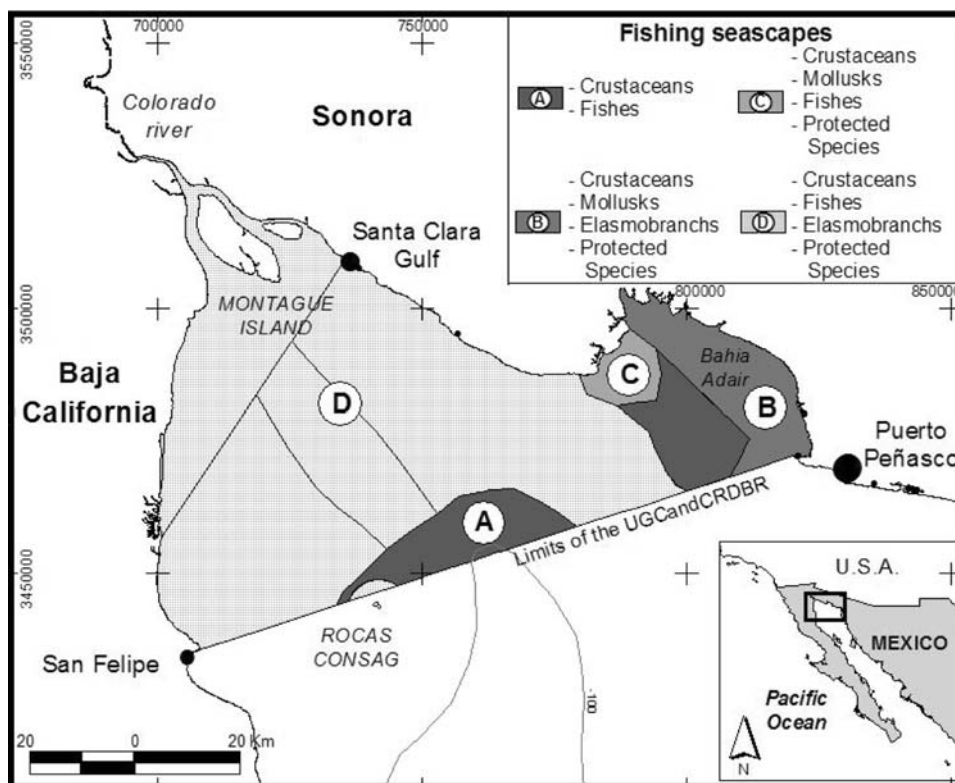 700000
750000
3550000
Fishing seascapes
A
- Crustaceans
- Fishes
C
- Crustaceans
- Mollusks
- Fishes
- Protected
Species
B
- Crustaceans
- Mollusks
- Elasmobranchs
- Protected
Species
D
- Crustaceans
- Fishes
- Elasmobranchs
- Protected
Species
Colorado
river
Sonora
Santa Clara
Gulf
800000
850000
3500000
MONTAGUE
ISLAND
Baja
California
D
C
Bahia
Adair
B
Puerto
Peñasco
A
Limits of the UGCandCRDBR
3450000
San Felipe
ROCAS
CONSAG
-100
U.S.A.
MEXICO
Pacific
Ocean
N
20 0 20 Km